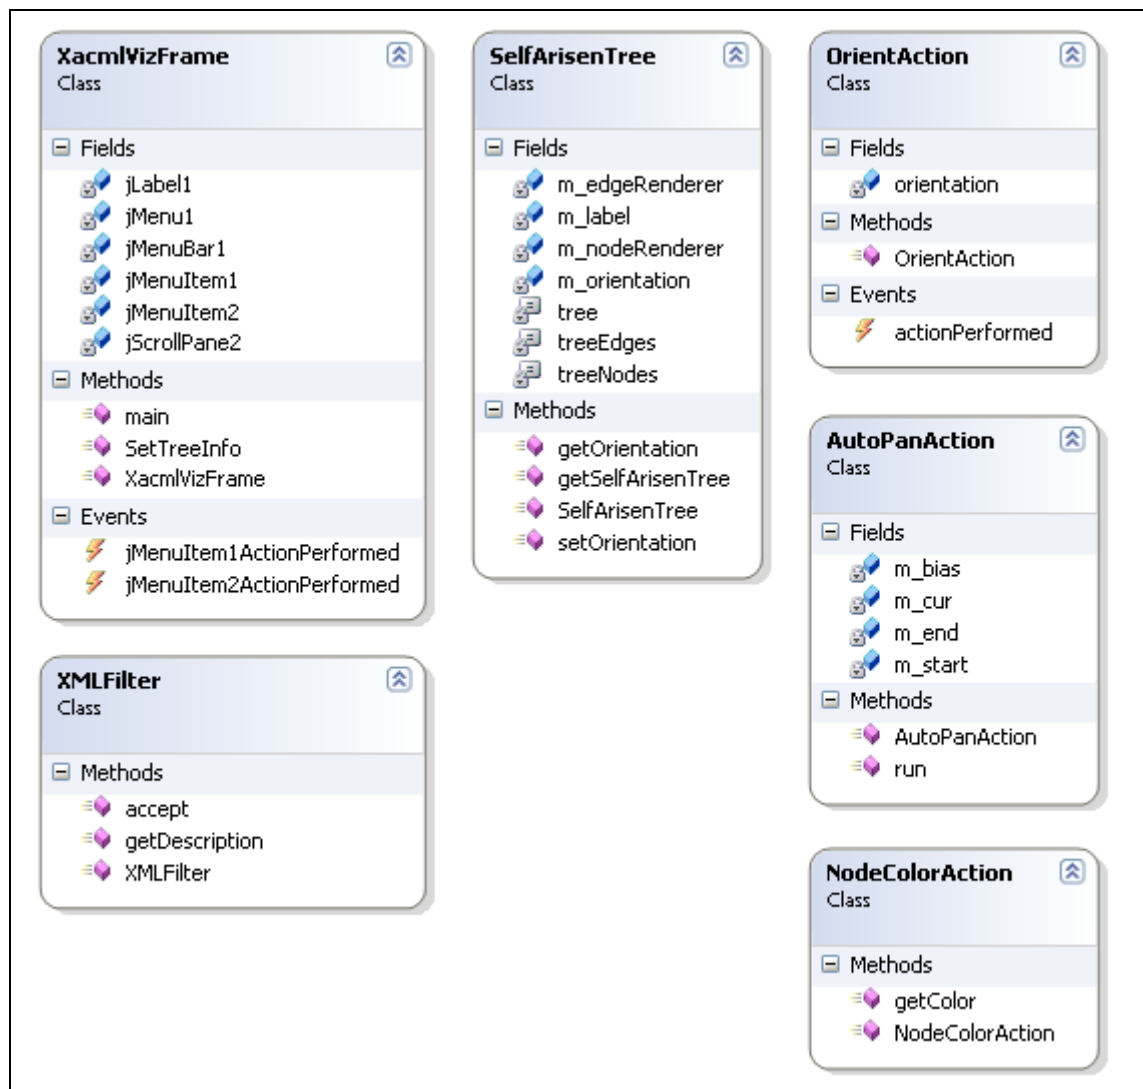 XacmlVizFrame
Class
Fields
jLabel1
jMenu1
jMenuBar1
jMenuItem1
jMenuItem2
jScrollPane2
Methods
main
SetTreeInfo
XacmlVizFrame
Events
jMenuItem1ActionPerformed
jMenuItem2ActionPerformed
XMLFilter
Class
Methods
accept
getDescription
XMLFilter
SelfArisenTree
Class
Fields
m_edgeRenderer
m_label
m_nodeRenderer
m_orientation
tree
treeEdges
treeNodes
Methods
getOrientation
getSelfArisenTree
SelfArisenTree
setOrientation
OrientAction
Class
Fields
orientation
Methods
OrientAction
Events
actionPerformed
AutoPanAction
Class
Fields
m_bias
m_cur
m_end
m_start
Methods
AutoPanAction
run
NodeColorAction
Class
Methods
getColor
NodeColorAction